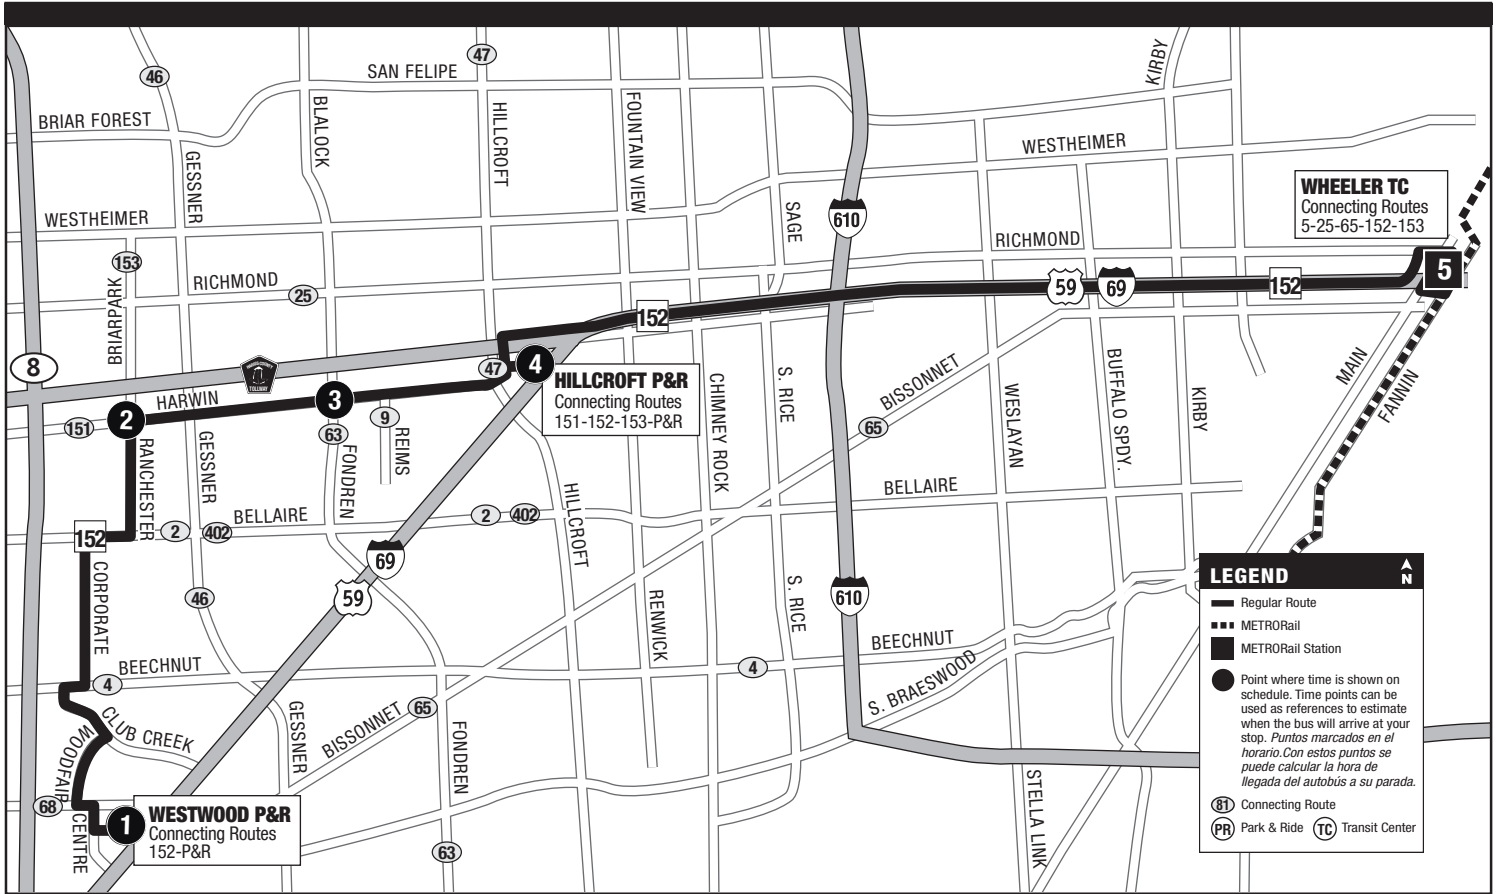 47
46
SAN FELIPE
KIRBY
BRIAR FOREST
BLALOCK
HILLCROFT
FOUNTAIN VIEW
WESTHEIMER
GESSNER
WHEELER TC
Connecting Routes
5-25-65-152-153
WESTHEIMER
SAGE
610
RICHMOND
153
RICHMOND
25
BRIARPARK
5
59
69
152
152
8
47
4
HILLCROFT P&R
Connecting Routes
151-152-153-P&R
HARWIN
2
3
151
63
9
REIMS
CHIMNEY ROCK
S. RICE
BISSONNET
65
WESLAYAN
BUFFALO SPDY.
KIRBY
MAIN
FANNIN
RANCHESTER
GESSNER
FONDREN
BELLAIRE
2
402
BELLAIRE
2
402
HILLCROFT
152
69
59
CORPORATE
46
RENWICK
S. RICE
610
BEECHNUT
4
BEECHNUT
4
S. BRAESWOOD
CLUB CREEK
WOODFAIR
GESSNER
BISSONNET
65
FONDREN
STELLA LINK
68
CENTRE
1
WESTWOOD P&R
Connecting Routes
152-P&R
63
LEGEND
N
Regular Route
METRORail
METRORail Station
Point where time is shown on
schedule. Time points can be
used as references to estimate
when the bus will arrive at your
stop. Puntos marcados en el
horario.Con estos puntos se
puede calcular la hora de
llegada del autobús a su parada.
81 Connecting Route
PR Park & Ride TC Transit Center